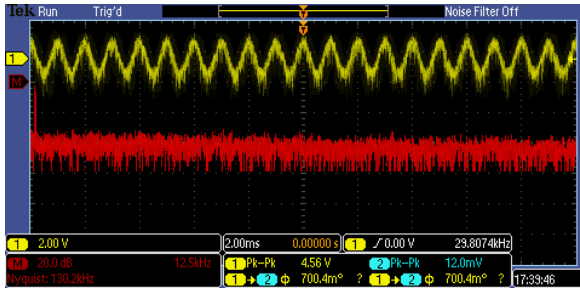 Tek Run Trig'd Noise Filter Off
1
M
1 2.00 V 2.00ms 0.00000 s 1 0.00 V 29.8074kHz
M 20.0 dB 12.5kHz 1 Pk-Pk 4.56 V 2 Pk-Pk 12.0mV
Nyquist: 130.2kHz 1 → 2 φ 700.4m° ? 1 → 2 φ 700.4m° ? 17:39:46